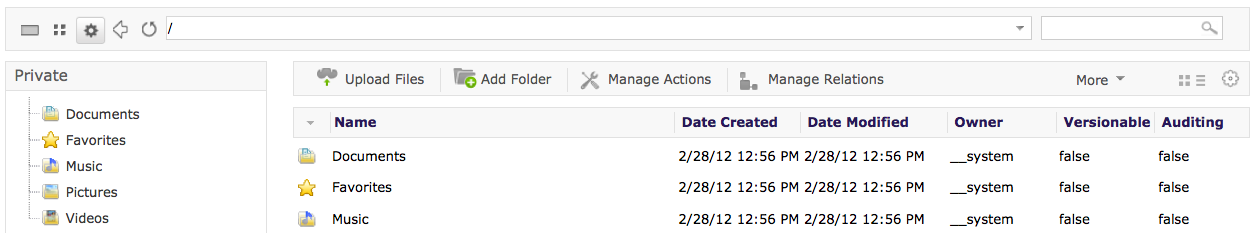 /
Private
Documents
Favorites
Music
Pictures
Videos
Upload Files Add Folder Manage Actions Manage Relations More
Name Date Created Date Modified Owner Versionable Auditing
Documents 2/28/12 12:56 PM 2/28/12 12:56 PM __system false false
Favorites 2/28/12 12:56 PM 2/28/12 12:56 PM __system false false
Music 2/28/12 12:56 PM 2/28/12 12:56 PM __system false false